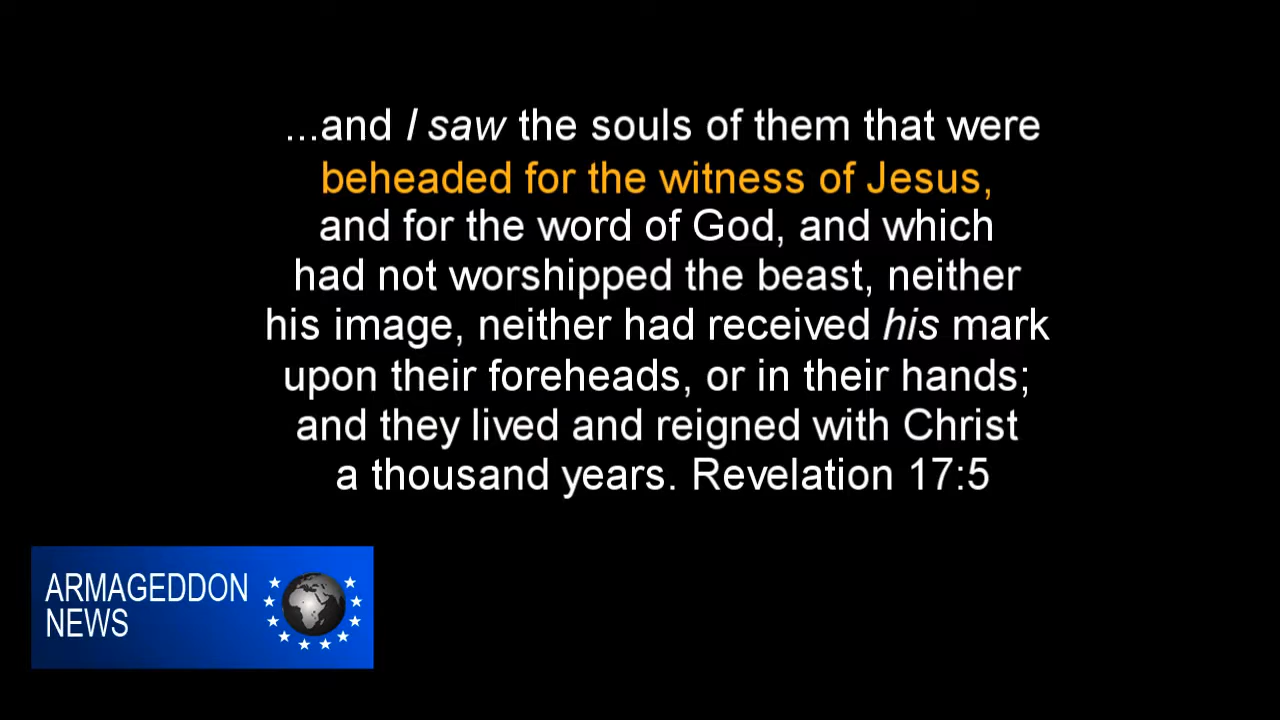 ...and I saw the souls of them that were
beheaded for the witness of Jesus,
and for the word of God, and which
had not worshipped the beast, neither
his image, neither had received his mark
upon their foreheads, or in their hands;
and they lived and reigned with Christ
a thousand years. Revelation 17:5
ARMAGEDDON
NEWS